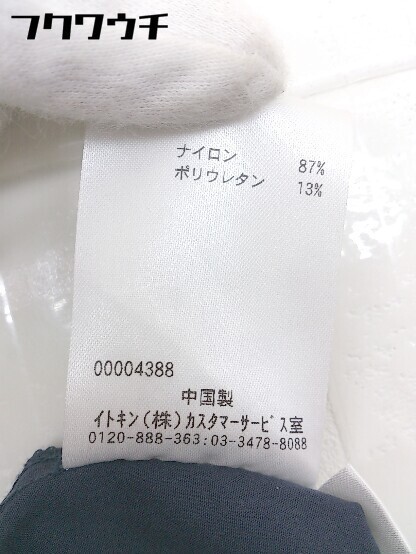 フクワウチ
ナイロン 87%
ポリウレタン 13%
00004388
中国製
イトキン(株)カスタマーサービス室
0120-888-363:03-3478-8088